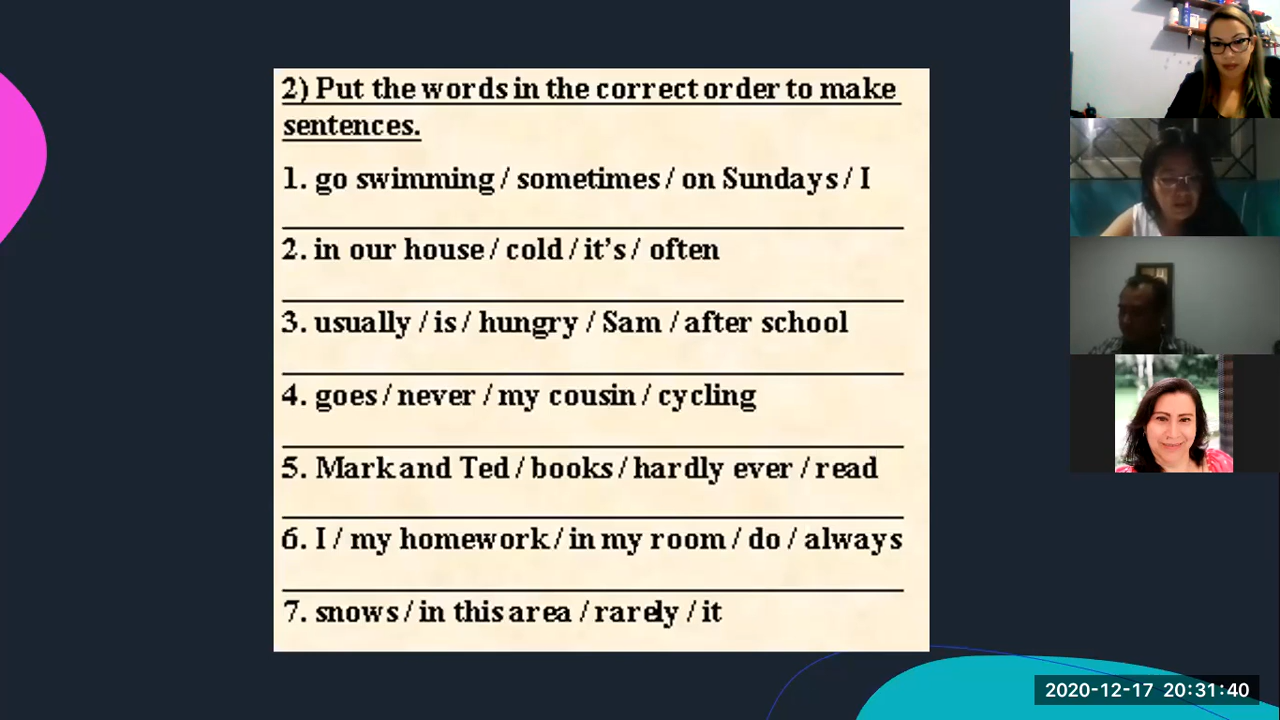 2) Put the words in the correct order to make
sentences.
1. go swimming / sometimes / on Sundays / I
2. in our house / cold / it’s / often
3. usually / is / hungry / Sam / after school
4. goes / never / my cousin / cycling
5. Mark and Ted / books / hardly ever / read
6. I / my homework / in my room / do / always
7. snows / in this area / rarely / it
2020-12-17 20:31:40